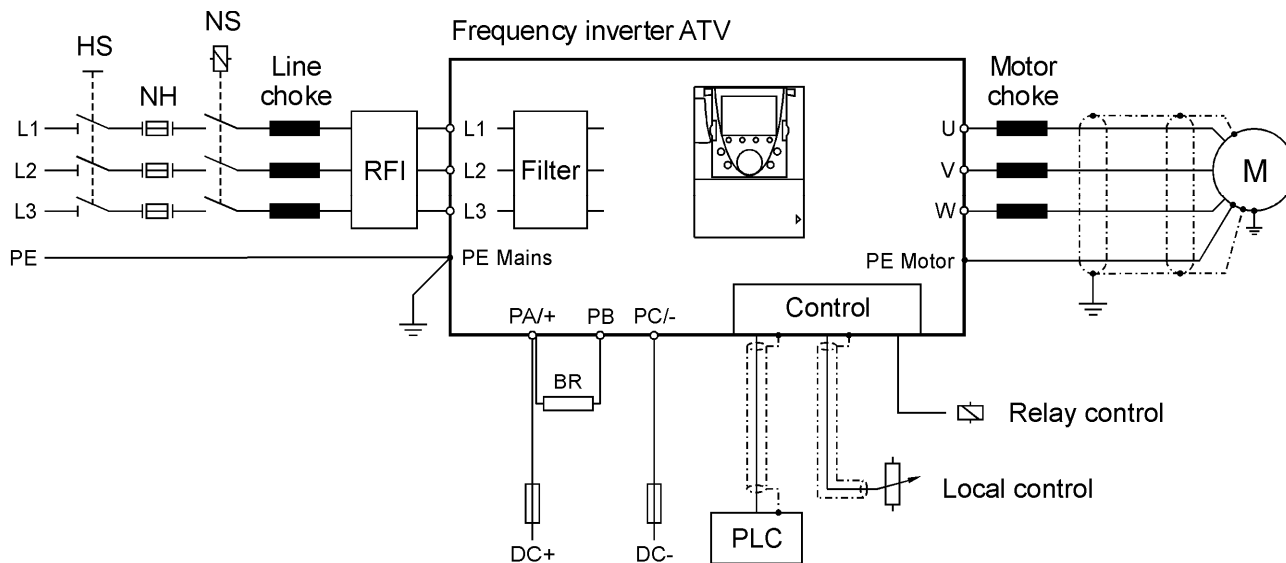 NS
Frequency inverter ATV
HS
Line
choke
Motor
choke
NH
L1
L1
U
L2
RFI
L2
Filter
V
M
L3
L3
W
PE
PE Mains
PE Motor
PA/+
PB
PC/-
Control
BR
Relay control
Local control
PLC
DC+
DC-